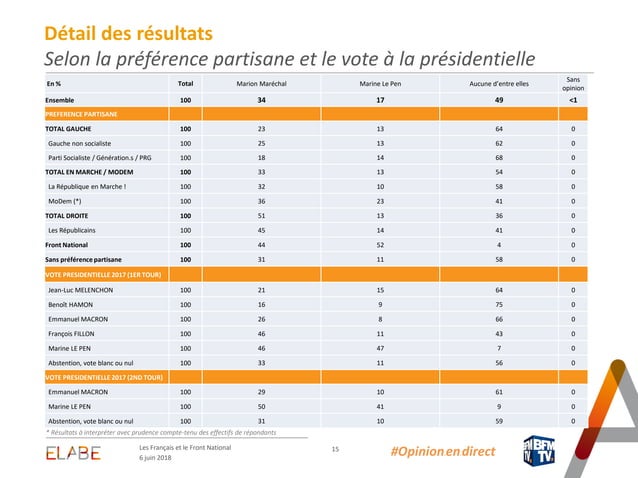 Détail des résultats
Selon la préférence partisane et le vote à la présidentielle
En % Total Marion Maréchal Marine Le Pen Aucune d'entre elles Sans opinion
Ensemble 100 34 17 49 <1
PREFERENCE PARTISANE
TOTAL GAUCHE 100 23 13 64 0
Gauche non socialiste 100 25 13 62 0
Parti Socialiste / Génération.s / PRG 100 18 14 68 0
TOTAL EN MARCHE / MODEM 100 33 13 54 0
La République en Marche ! 100 32 10 58 0
MoDem (*) 100 36 23 41 0
TOTAL DROITE 100 51 13 36 0
Les Républicains 100 45 14 41 0
Front National 100 44 52 4 0
Sans préférence partisane 100 31 11 58 0
VOTE PRESIDENTIELLE 2017 (1ER TOUR)
Jean-Luc MELENCHON 100 21 15 64 0
Benoît HAMON 100 16 9 75 0
Emmanuel MACRON 100 26 8 66 0
François FILLON 100 46 11 43 0
Marine LE PEN 100 46 47 7 0
Abstention, vote blanc ou nul 100 33 11 56 0
VOTE PRESIDENTIELLE 2017 (2ND TOUR)
Emmanuel MACRON 100 29 10 61 0
Marine LE PEN 100 50 41 9 0
Abstention, vote blanc ou nul 100 31 10 59 0
* Résultats à interpréter avec prudence compte-tenu des effectifs de répondants
ELABE
Les Français et le Front National
6 juin 2018
15
#Opinionendirect
BFM
TV.